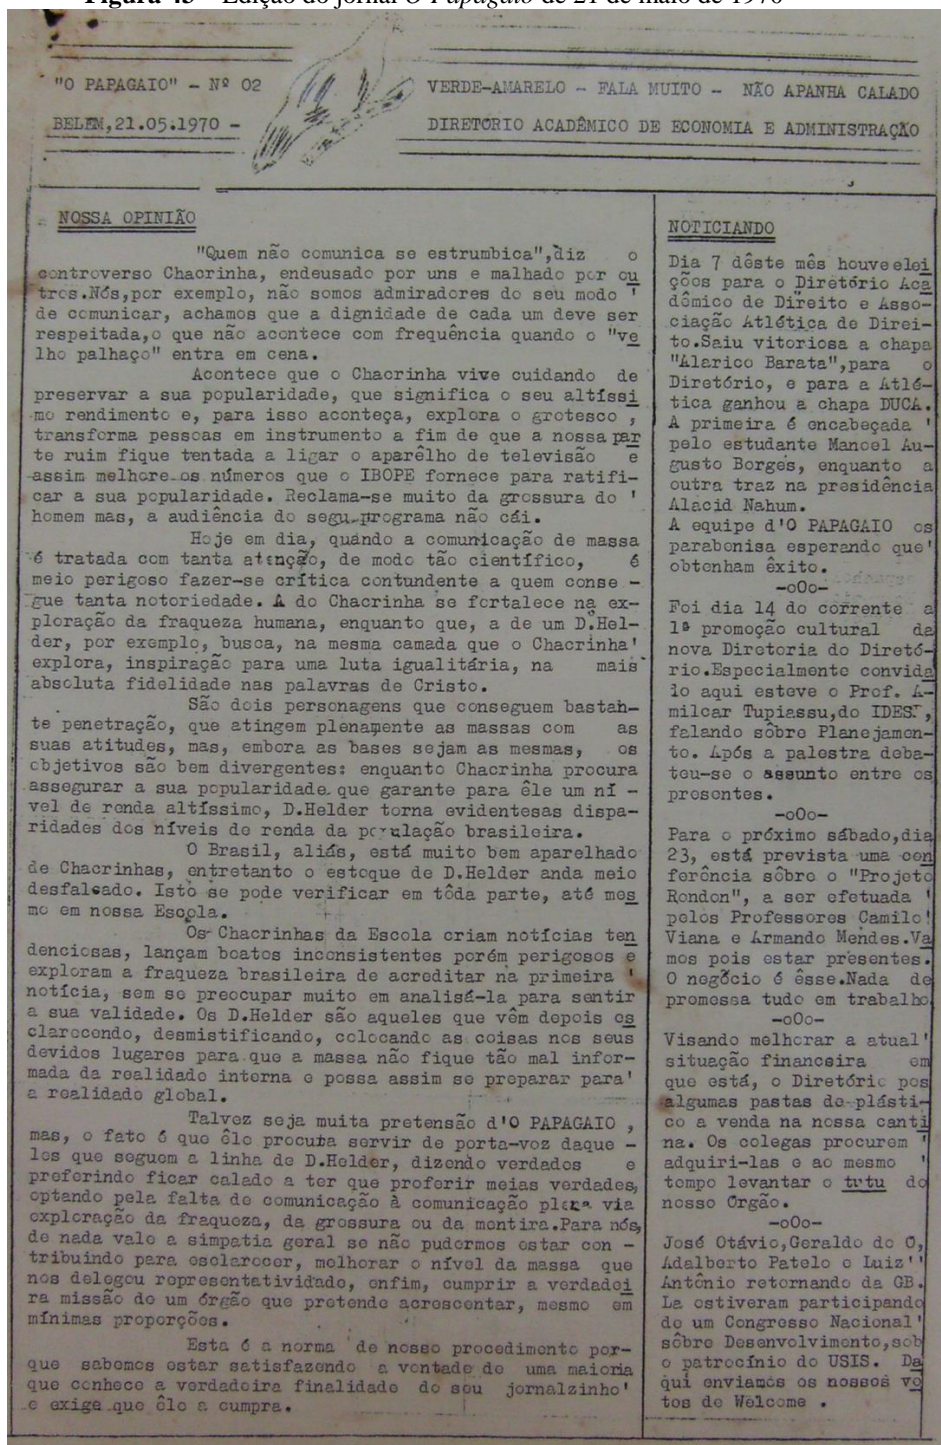 Figura 43 – Edição do jornal O Papagaio de 21 de maio de 1970
"O PAPAGAIO" - Nº 02
BELEM,21.05.1970 -
VERDE-AMARELO - FALA MUITO - NÃO APANHA CALADO
DIRETÓRIO ACADÊMICO DE ECONOMIA E ADMINISTRAÇÃO
NOSSA OPINIÃO
"Quem não comunica se estrumbica",diz o
controverso Chacrinha, endeusado por uns e malhado por ou
tros.Nós,por exemplo, não somos admiradores do seu modo '
de comunicar, achamos que a dignidade de cada um deve ser
respeitada,o que não acontece com frequência quando o "ve
lho palhaço" entra em cena.
Acontece que o Chacrinha vive cuidando de
preservar a sua popularidade, que significa o seu altíssi
mo rendimento e, para isso aconteça, explora o grotesco ,
transforma pessoas em instrumento a fim de que a nossa par
te ruim fique tentada a ligar o aparêlho de televisão e
assim melhore os números que o IBOPE fornece para ratifi-
car a sua popularidade. Reclama-se muito da grossura do '
homem mas, a audiência do segu programa não cái.
Hoje em dia, quando a comunicação de massa
é tratada com tanta atenção, de modo tão científico, é
meio perigoso fazer-se crítica contundente a quem conse -
gue tanta notoriedade. A do Chacrinha se fortalece na ex-
ploração da fraqueza humana, enquanto que, a de um D.Hel-
der, por exemplo, busca, na mesma camada que o Chacrinha'
explora, inspiração para uma luta igualitária, na mais
absoluta fidelidade nas palavras de Cristo.
São dois personagens que conseguem bastan-
te penetração, que atingem plenamente as massas com as
suas atitudes, mas, embora as bases sejam as mesmas, os
objetivos são bem divergentes: enquanto Chacrinha procura
assegurar a sua popularidade que garante para êle um ní -
vel de renda altíssimo, D.Helder torna evidentesas dispa-
ridades dos níveis de renda da população brasileira.
O Brasil, aliás, está muito bem aparelhado
de Chacrinhas, entretanto o estoque de D.Helder anda meio
desfalcado. Isto se pode verificar em tôda parte, até mes
mo em nossa Escola.
Os Chacrinhas da Escola criam notícias ten
denciosas, lançam boatos inconsistentes porém perigosos e
exploram a fraqueza brasileira de acreditar na primeira '
notícia, sem se preocupar muito em analisá-la para sentir
a sua validade. Os D.Helder são aqueles que vêm depois es
clarecendo, desmistificando, colocando as coisas nos seus
devidos lugares para que a massa não fique tão mal infor-
mada da realidade interna e possa assim se preparar para'
a realidade global.
Talvez seja muita pretensão d'O PAPAGAIO ,
mas, o fato é que êle procura servir de porta-voz daque -
les que seguem a linha de D.Helder, dizendo verdades e
preferindo ficar calado a ter que proferir meias verdades,
optando pela falta de comunicação à comunicação plena via
exploração da fraqueza, da grossura ou da mentira.Para nós,
de nada vale a simpatia geral se não pudermos estar con -
tribuindo para esclarecer, melhorar o nível da massa que
nos delegou representatividade, enfim, cumprir a verdadei
ra missão de um órgão que pretende acrescentar, mesmo em
mínimas proporções.
Esta é a norma de nosso procedimento por-
que sabemos estar satisfazendo a vontade de uma maioria
que conhece a verdadeira finalidade do seu jornalzinho'
e exige que êle a cumpra.
NOTICIANDO
Dia 7 dêste mês houve elei
ções para o Diretório Aca
dêmico de Direito e Asso-
ciação Atlética de Direi-
to.Saiu vitoriosa a chapa
"Alarico Barata",para o
Diretório, e para a Atlé-
tica ganhou a chapa DUCA.
A primeira é encabeçada '
pelo estudante Manoel Au-
gusto Borges, enquanto a
outra traz na presidência
Alacid Nahum.
A equipe d'O PAPAGAIO os
parabenisa esperando que'
obtenham êxito.
-oOo-
Foi dia 14 do corrente a
1ª promoção cultural da
nova Diretoria do Diretó-
rio.Especialmente convida
do aqui esteve o Prof. A-
milcar Tupiassu,do IDESP,
falando sôbre Planejamen-
to. Após a palestra deba-
teu-se o assunto entre os
presentes.
-oOo-
Para o próximo sábado,dia
23, está prevista uma con
ferência sôbre o "Projeto
Rondon", a ser efetuada '
pelos Professores Camilo'
Viana e Armando Mendes.Va
mos pois estar presentes.
O negócio é êsse.Nada de
promessa tudo em trabalho
-oOo-
Visando melhorar a atual'
situação financeira em
que está, o Diretório pos
algumas pastas de plásti-
co a venda na nossa canti
na. Os colegas procurem '
adquiri-las e ao mesmo '
tempo levantar o tutu do
nosso Orgão.
-oOo-
José Otávio,Geraldo do O,
Adalberto Patelo e Luiz''
Antônio retornando da GB.
La estiveram participando
de um Congresso Nacional'
sôbre Desenvolvimento,sob
o patrocínio do USIS. Da
qui enviamos os nossos vo
tos de Welcome .